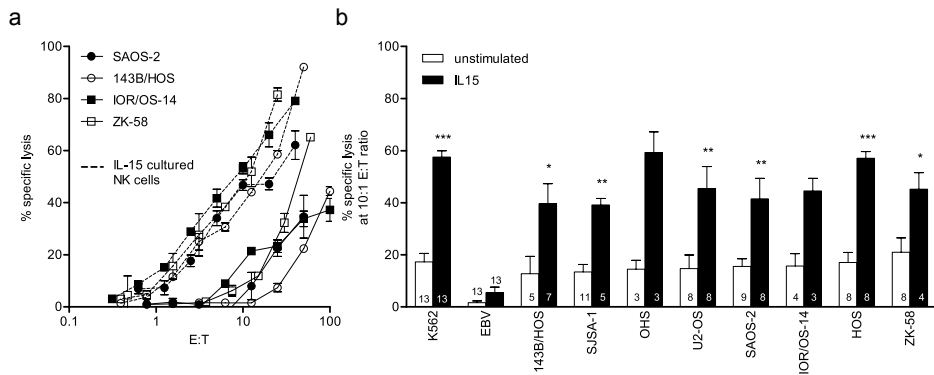 a
SAOS-2
143B/HOS
IOR/OS-14
ZK-58
IL-15 cultured
NK cells
% specific lysis
100
80
60
40
20
0
0.1
1
10
100
E:T
b
unstimulated
IL15
% specific lysis
at 10:1 E:T ratio
100
80
60
40
20
0
***
*
**
**
**
***
*
13
13
13
13
5
7
11
5
3
3
8
8
9
8
4
3
8
8
8
4
K562
EBV
143B/HOS
SJSA-1
OHS
U2-OS
SAOS-2
IOR/OS-14
HOS
ZK-58